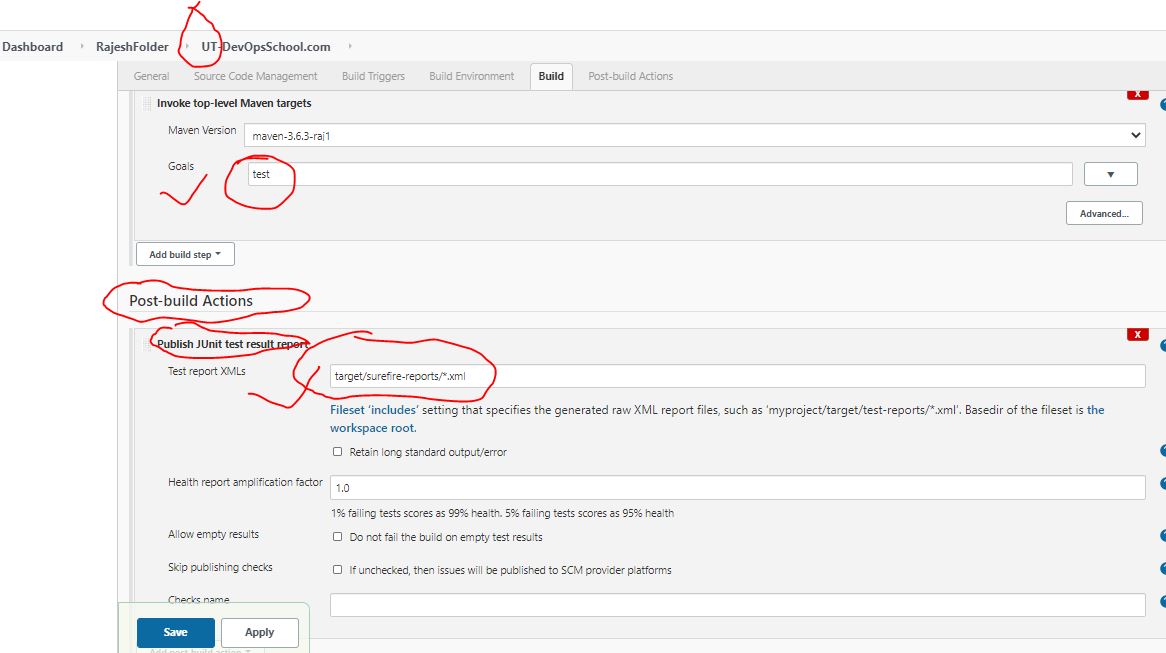 Dashboard RajeshFolder UT-DevOpsSchool.com
General Source Code Management Build Triggers Build Environment Build Post-build Actions
Invoke top-level Maven targets X
Maven Version maven-3.6.3-raj1
Goals test
Advanced...
Add build step
Post-build Actions
Publish JUnit test result report X
Test report XMLs target/surefire-reports/*.xml
Fileset 'includes' setting that specifies the generated raw XML report files, such as 'myproject/target/test-reports/*.xml'. Basedir of the fileset is the
workspace root.
Retain long standard output/error
Health report amplification factor 1.0
1% failing tests scores as 99% health. 5% failing tests scores as 95% health
Allow empty results Do not fail the build on empty test results
Skip publishing checks If unchecked, then issues will be published to SCM provider platforms
Checks name
Save Apply
Add post-build action